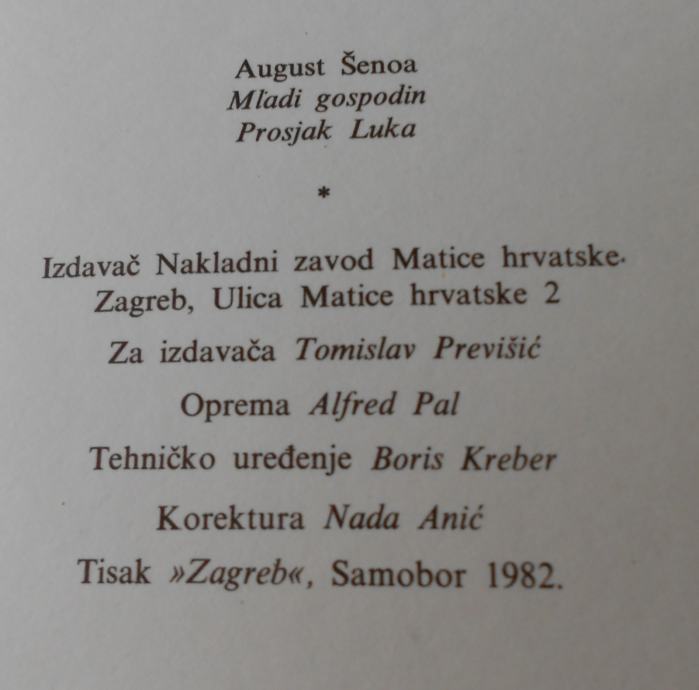 August Šenoa
Mladi gospodin
Prosjak Luka
*
Izdavač Nakladni zavod Matice hrvatske.
Zagreb, Ulica Matice hrvatske 2
Za izdavača Tomislav Previšić
Oprema Alfred Pal
Tehničko uređenje Boris Kreber
Korektura Nada Anić
Tisak »Zagreb«, Samobor 1982.